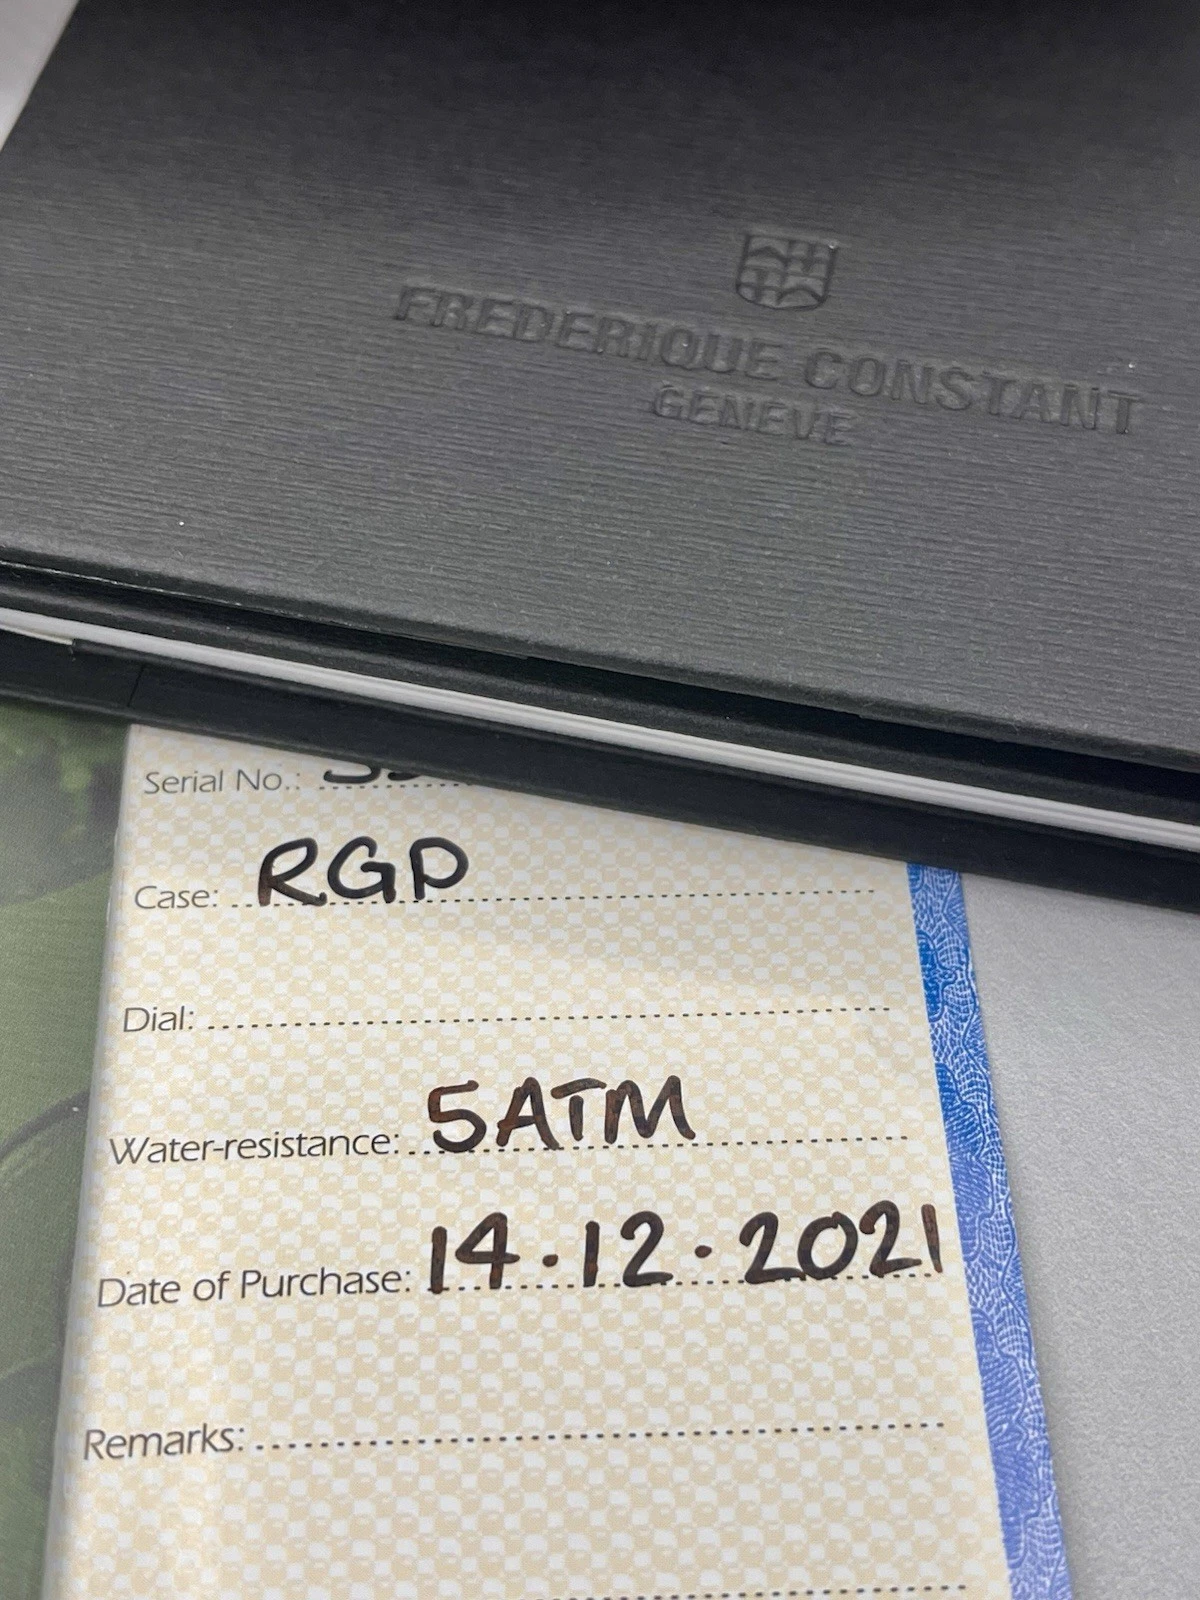 FREDERIQUE CONSTANT
GENEVE
Serial No.:
Case: RGP
Dial:
Water-resistance: 5ATM
Date of Purchase: 14.12.2021
Remarks: